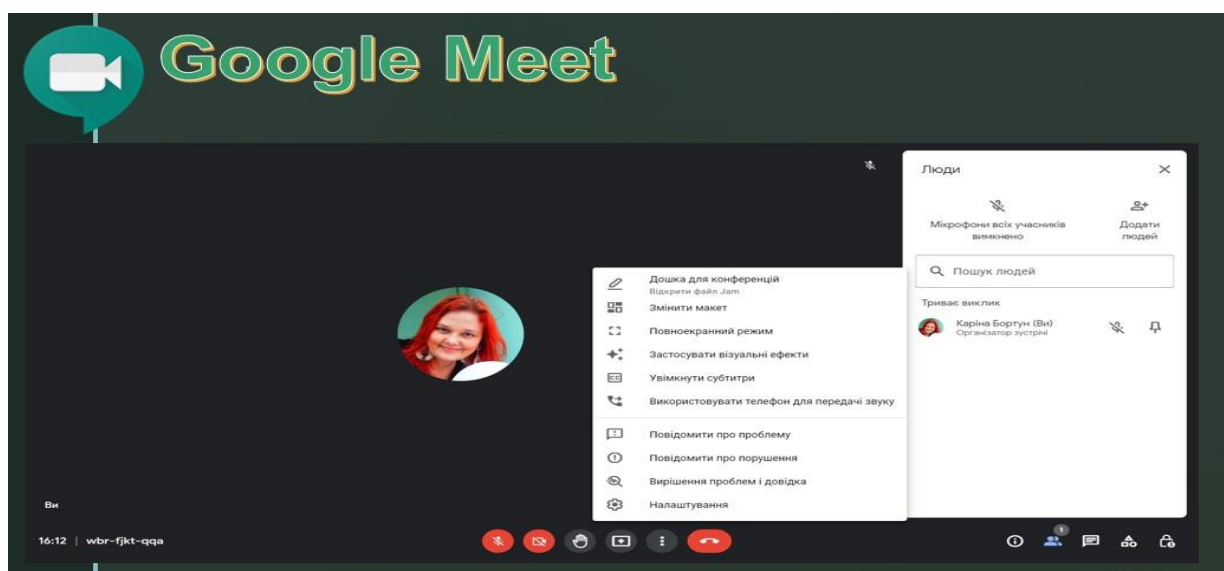 Google Meet
Люди
Мікрофони всіх учасників
вимкнено
Додати
людей
Пошук людей
Триває виклик
Каріна Бортун (Ви)
Організатор зустрічі
Дошка для конференцій
Відкрити файл Jam
Змінити макет
Повноекранний режим
Застосувати візуальні ефекти
CC Увімкнути субтитри
Використовувати телефон для передачі звуку
Повідомити про проблему
Повідомити про порушення
Вирішення проблем і довідка
Налаштування
Ви
16:12 | wbr-fjkt-qqa
1